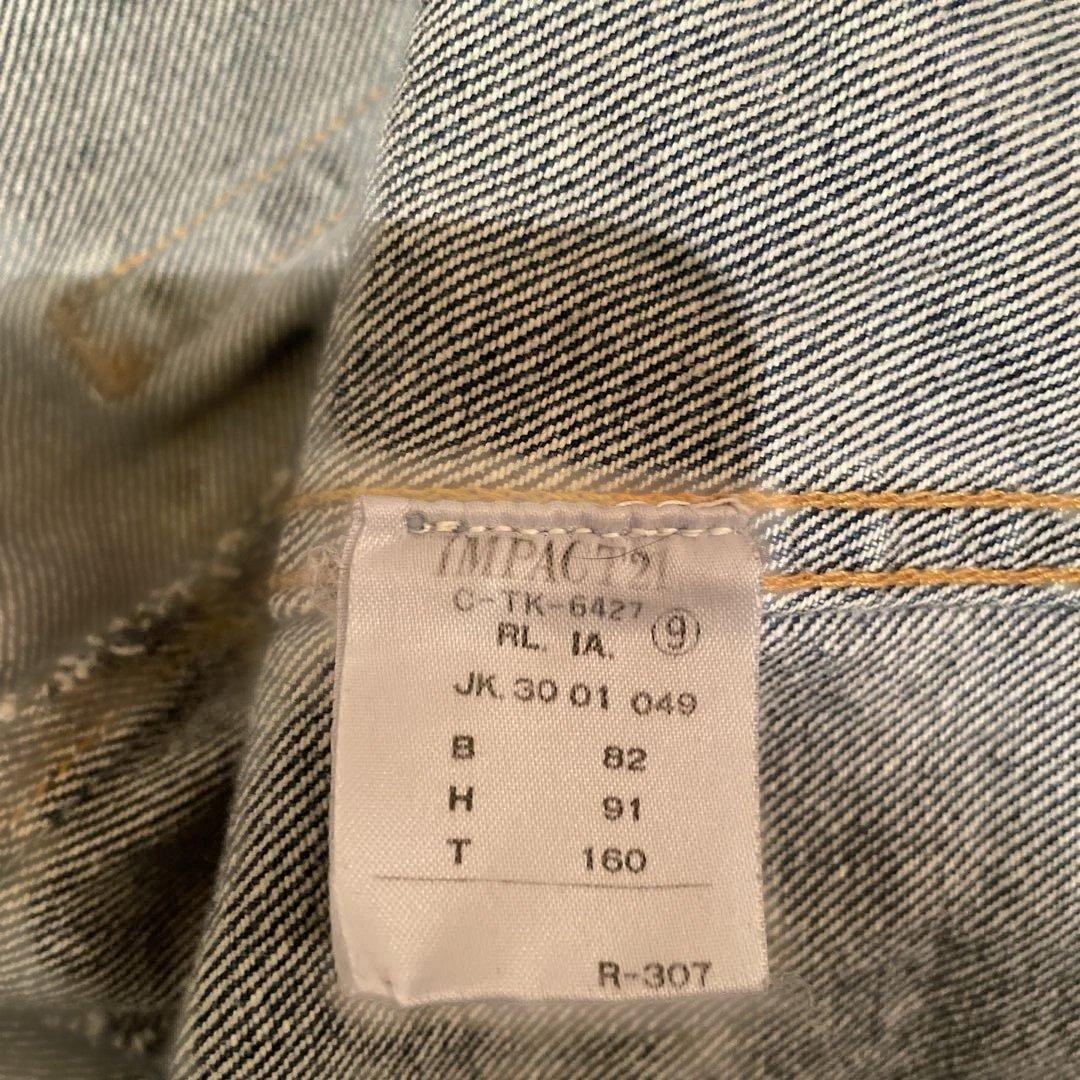 IMPACT21
C-TK-6427
RL. IA. ⑨
JK. 30 01 049
B 82
H 91
T 160
R-307